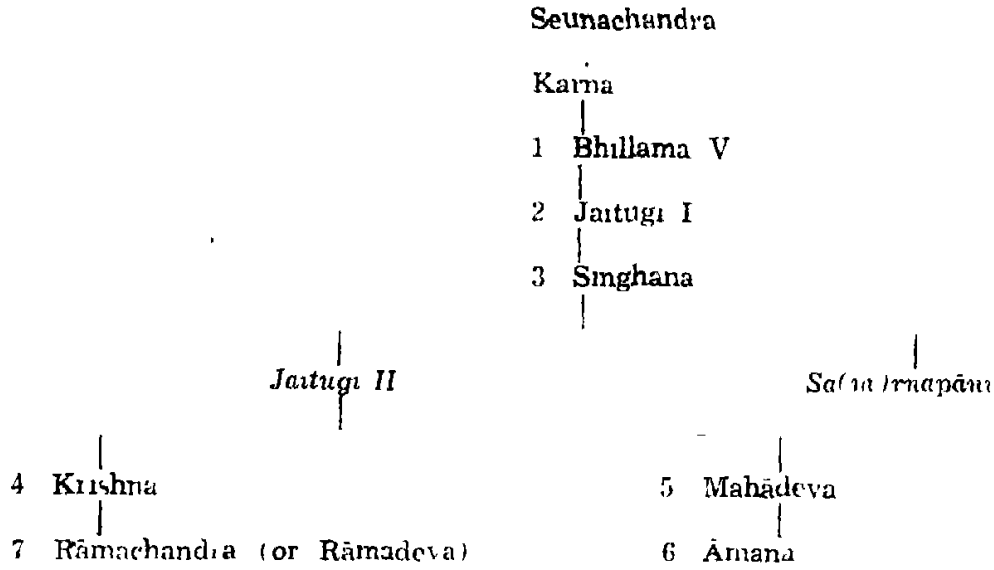 Seunachandra
Karna
1 Bhillama V
2 Jaitugi I
3 Singhana
Jaitugi II
4 Krishna
5 Mahādeva
7 Rāmachandra (or Rāmadeva)
6 Āmana